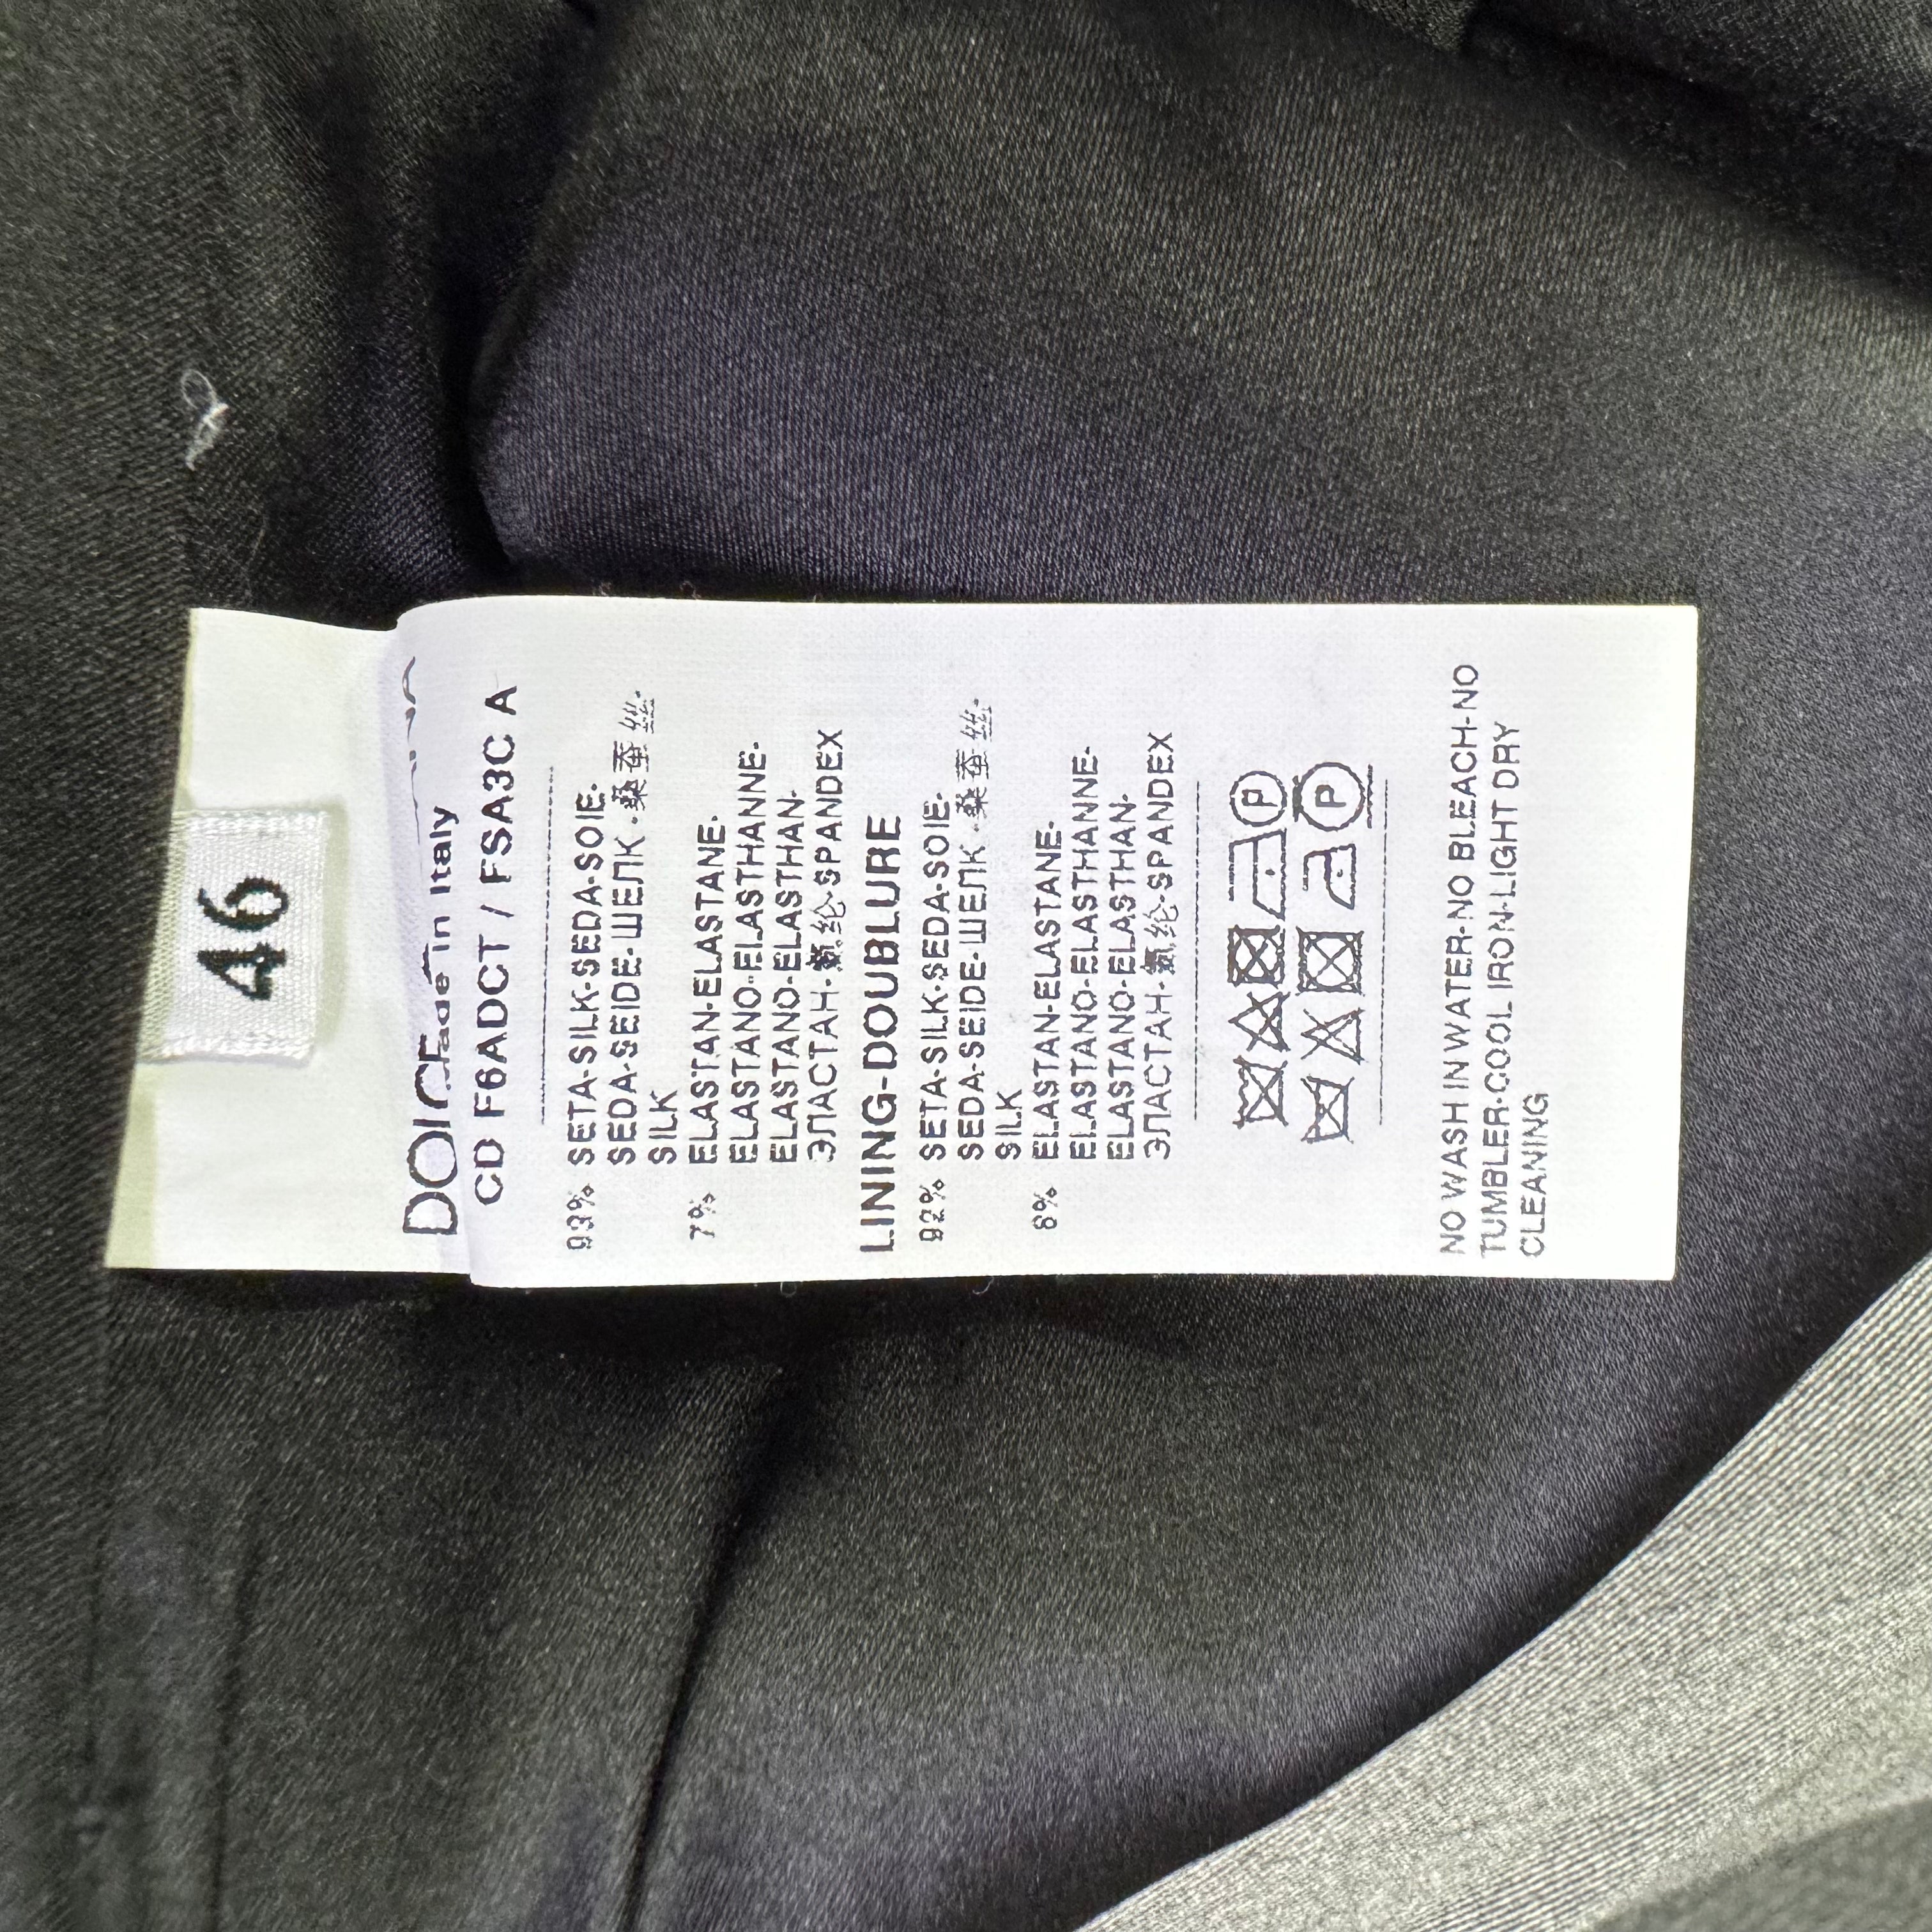 46
DOLCE
Made in Italy
CD F6ADCT / FSA3C A
93% SETA-SILK-SEDA-SOIE-
SEDA-SEIDE-ШЕЛК-桑蚕丝-
SILK
7% ELASTAN-ELASTANE-
ELASTANO-ELASTHANNE-
ELASTANO-ELASTHAN-
ЭЛАСТАН-氨纶-SPANDEX
LINING-DOUBLURE
92% SETA-SILK-SEDA-SOIE-
SEDA-SEIDE-ШЕЛК-桑蚕丝-
SILK
8% ELASTAN-ELASTANE-
ELASTANO-ELASTHANNE-
ELASTANO-ELASTHAN-
ЭЛАСТАН-氨纶-SPANDEX
P
P
NO WASH IN WATER-NO BLEACH-NO
TUMBLER-COOL IRON-LIGHT DRY
CLEANING